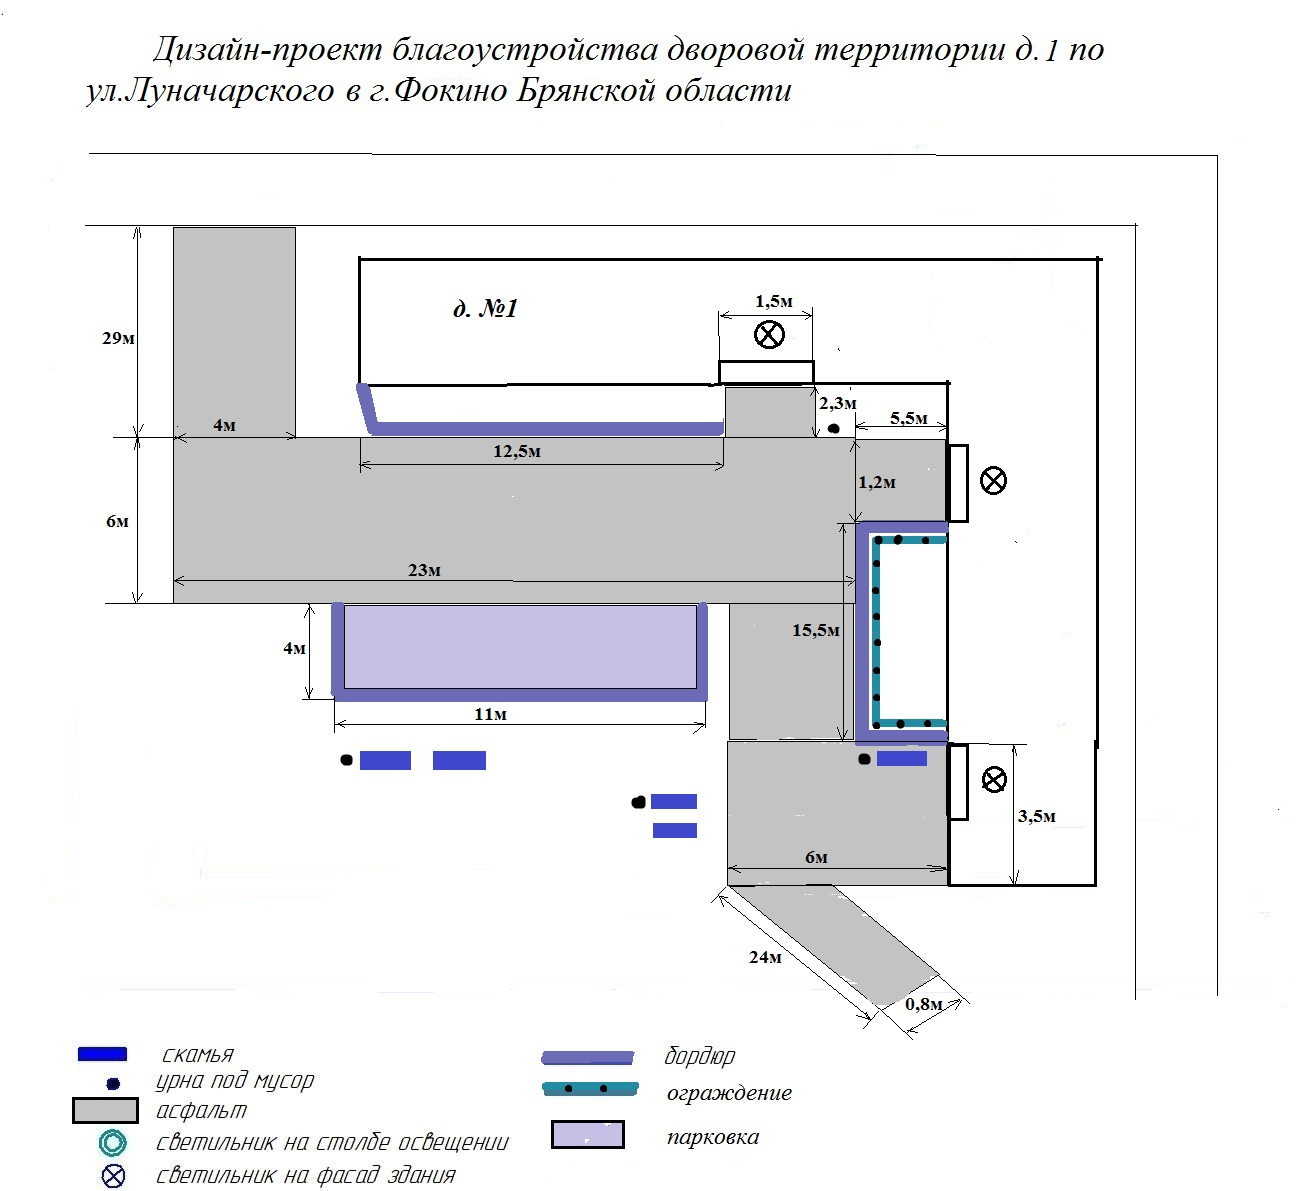 Дизайн-проект благоустройства дворовой территории д.1 по
ул.Луначарского в г.Фокино Брянской области
д. №1
1,5м
29м
2,3м
4м
5,5м
12,5м
1,2м
6м
23м
15,5м
4м
11м
3,5м
6м
24м
0,8м
скамья
урна под мусор
асфальт
светильник на столбе освещении
светильник на фасад здания
бордюр
ограждение
парковка